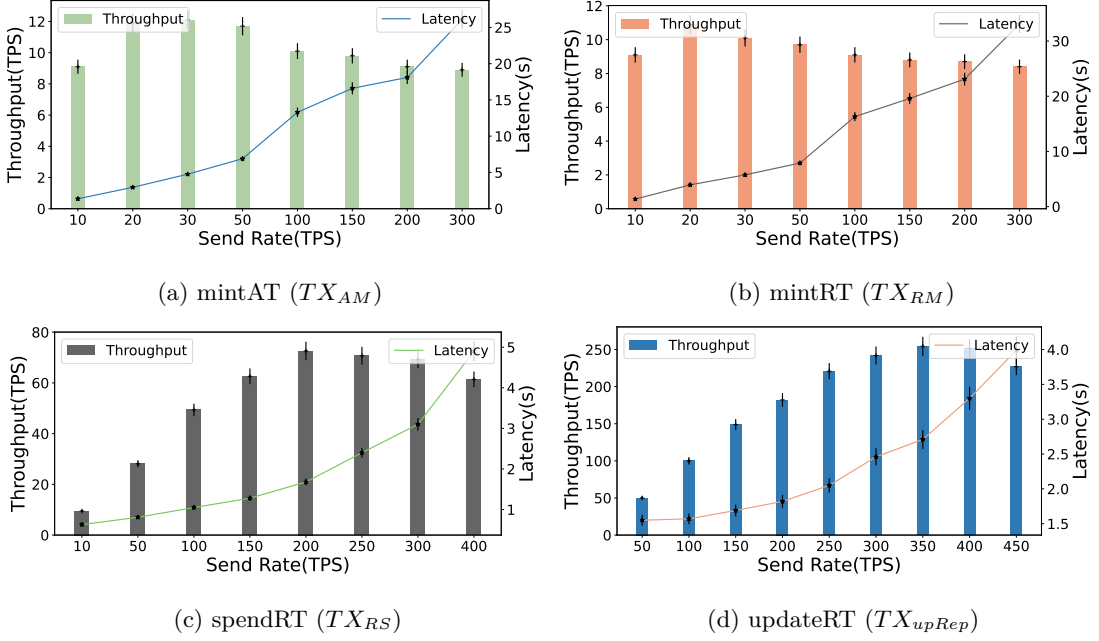 Throughput
Latency
Throughput(TPS)
12
10
8
6
4
2
0
25
20
15
10
5
0
Latency(s)
10 20 30 50 100 150 200 300
Send Rate(TPS)
(a) mintAT (TX_AM)
Throughput
Latency
Throughput(TPS)
12
10
8
6
4
2
0
30
20
10
0
Latency(s)
10 20 30 50 100 150 200 300
Send Rate(TPS)
(b) mintRT (TX_RM)
Throughput
Latency
Throughput(TPS)
80
60
40
20
0
5
4
3
2
1
Latency(s)
10 50 100 150 200 250 300 400
Send Rate(TPS)
(c) spendRT (TX_RS)
Throughput
Latency
Throughput(TPS)
250
200
150
100
50
0
4.0
3.5
3.0
2.5
2.0
1.5
Latency(s)
50 100 150 200 250 300 350 400 450
Send Rate(TPS)
(d) updateRT (TX_upRep)